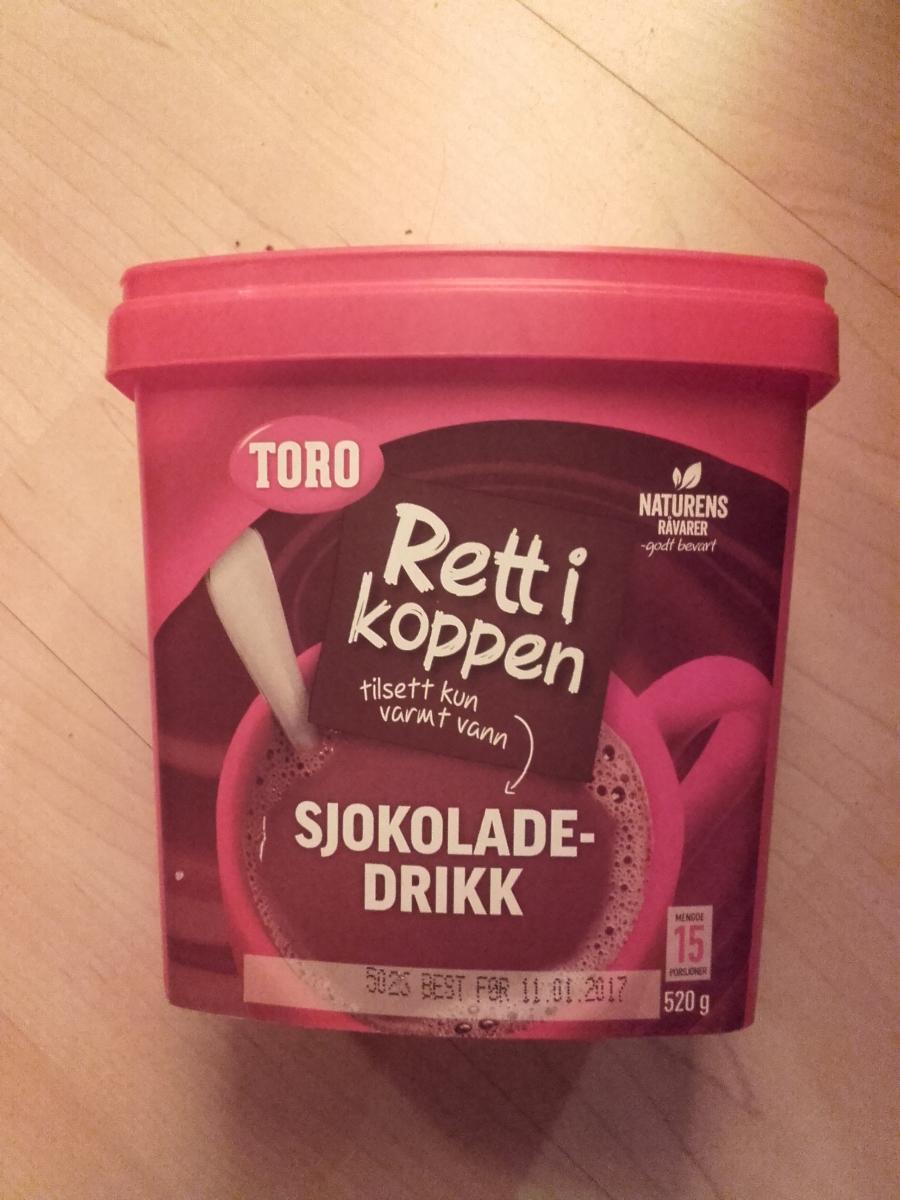 TORO
Rett i
koppen
tilsett kun
varmt vann
NATURENS
RÅVARER
-godt bevart
SJOKOLADE-
DRIKK
MENGDE
15
PORSJONER
520 g
5026 BEST FØR 11.01.2017